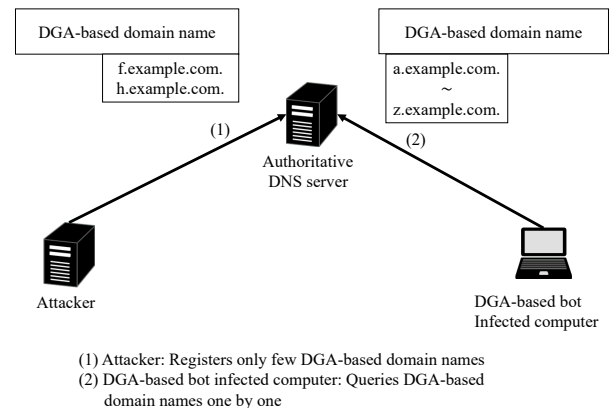 DGA-based domain name
f.example.com.
h.example.com.
DGA-based domain name
a.example.com.
~
z.example.com.
(1)
(2)
Authoritative
DNS server
Attacker
DGA-based bot
Infected computer
(1) Attacker: Registers only few DGA-based domain names
(2) DGA-based bot infected computer: Queries DGA-based
domain names one by one